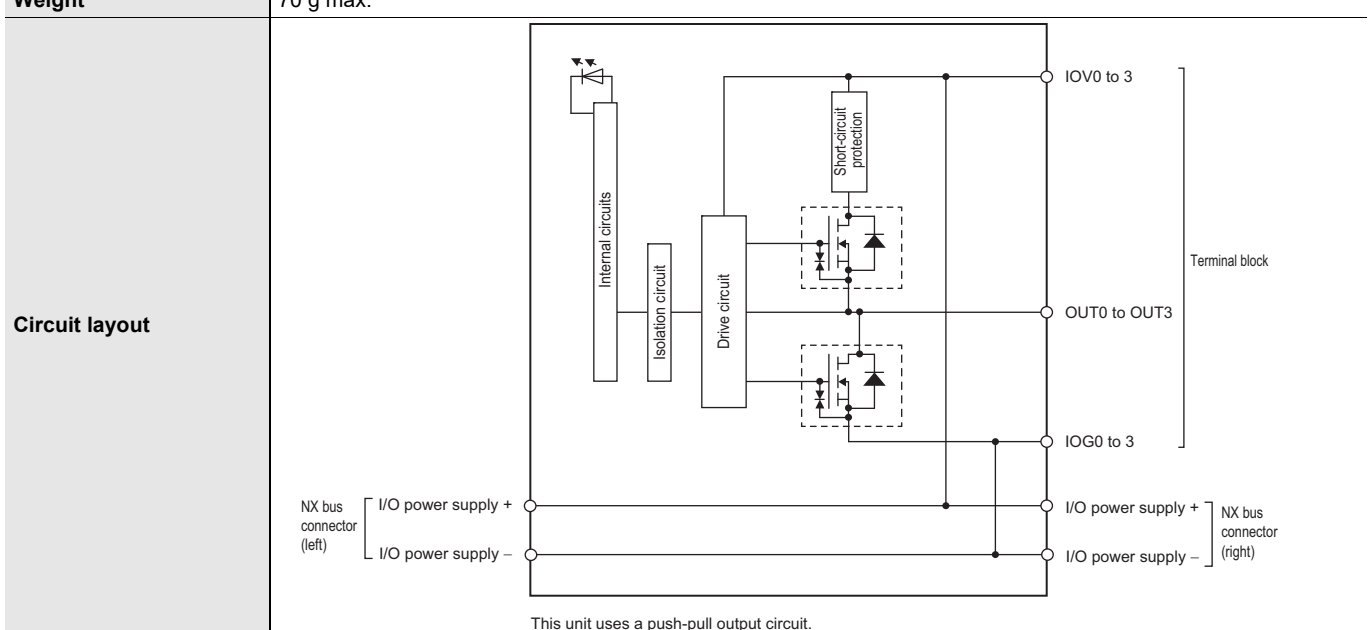 Weight 70 g max.
Circuit layout
IOV0 to 3
Short-circuit
protection
Internal circuits
Isolation circuit
Drive circuit
Terminal block
OUT0 to OUT3
IOG0 to 3
NX bus
connector
(left)
I/O power supply +
I/O power supply −
I/O power supply +
I/O power supply −
NX bus
connector
(right)
This unit uses a push-pull output circuit.